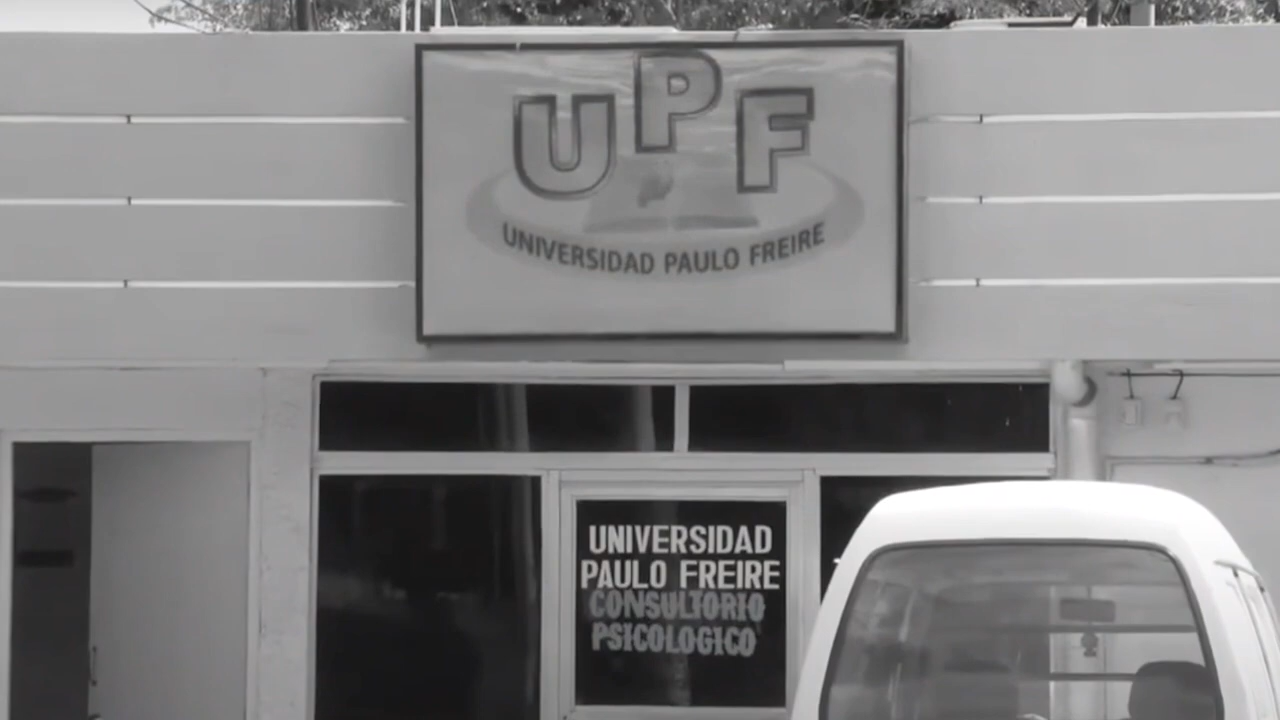 UPF
UNIVERSIDAD PAULO FREIRE
UNIVERSIDAD
PAULO FREIRE
CONSULTORIO
PSICOLOGICO